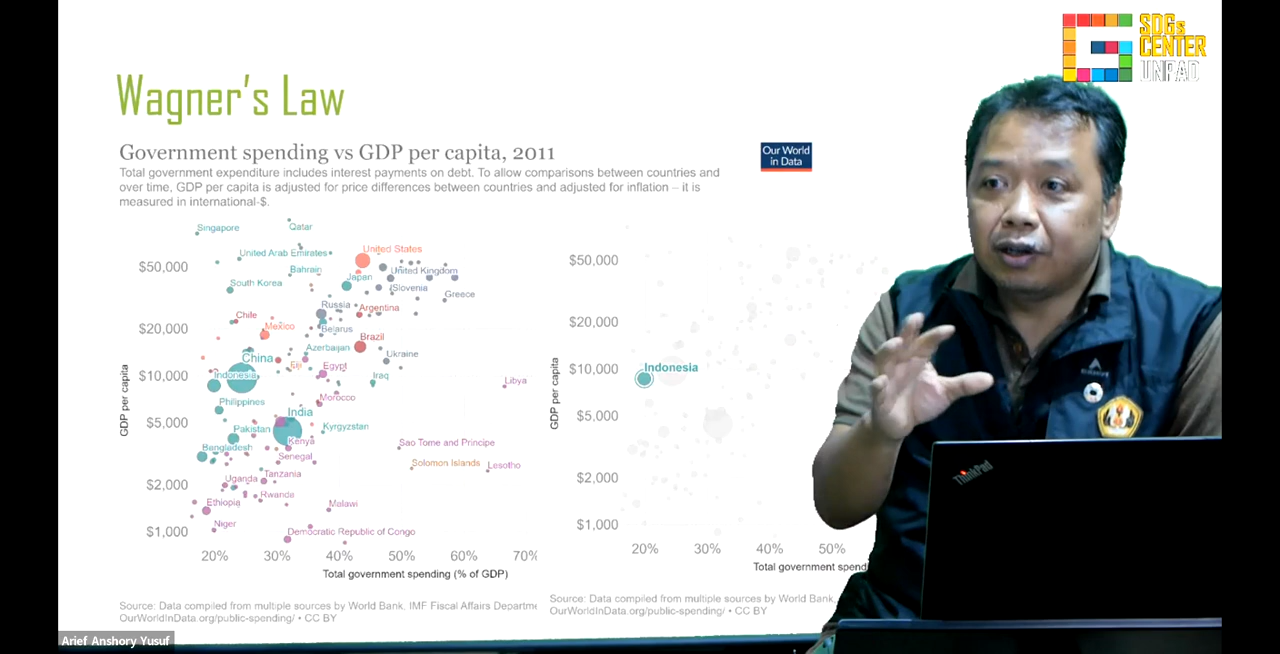 SDGs
CENTER
UNPAD
Wagner's Law
Government spending vs GDP per capita, 2011
Our World
in Data
Total government expenditure includes interest payments on debt. To allow comparisons between countries and
over time, GDP per capita is adjusted for price differences between countries and adjusted for inflation – it is
measured in international-$.
Singapore
Qatar
United Arab Emirates
United States
$50,000
Bahrain
United Kingdom
South Korea
Japan
Slovenia
Greece
Russia
Argentina
Chile
$20,000
Mexico
Belarus
Brazil
Azerbaijan
Ukraine
China
Egypt
$10,000
Indonesia
Iraq
Libya
Morocco
Philippines
India
$5,000
Pakistan
Kyrgyzstan
Kenya
Bangladesh
Sao Tome and Principe
Senegal
Solomon Islands
Lesotho
Tanzania
$2,000
Uganda
Rwanda
Ethiopia
Malawi
Niger
$1,000
Democratic Republic of Congo
GDP per capita
20%
30%
40%
50%
60%
Total government spending (% of GDP)
Source: Data compiled from multiple sources by World Bank, IMF Fiscal Affairs Departme
OurWorldInData.org/public-spending/ • CC BY
$50,000
$20,000
$10,000
Indonesia
$5,000
$2,000
$1,000
GDP per capita
20%
30%
40%
50%
Total government spendi
Source: Data compiled from multiple sources by World Bank,
OurWorldInData.org/public-spending/ • CC BY
ThinkPad
Arief Anshory Yusuf